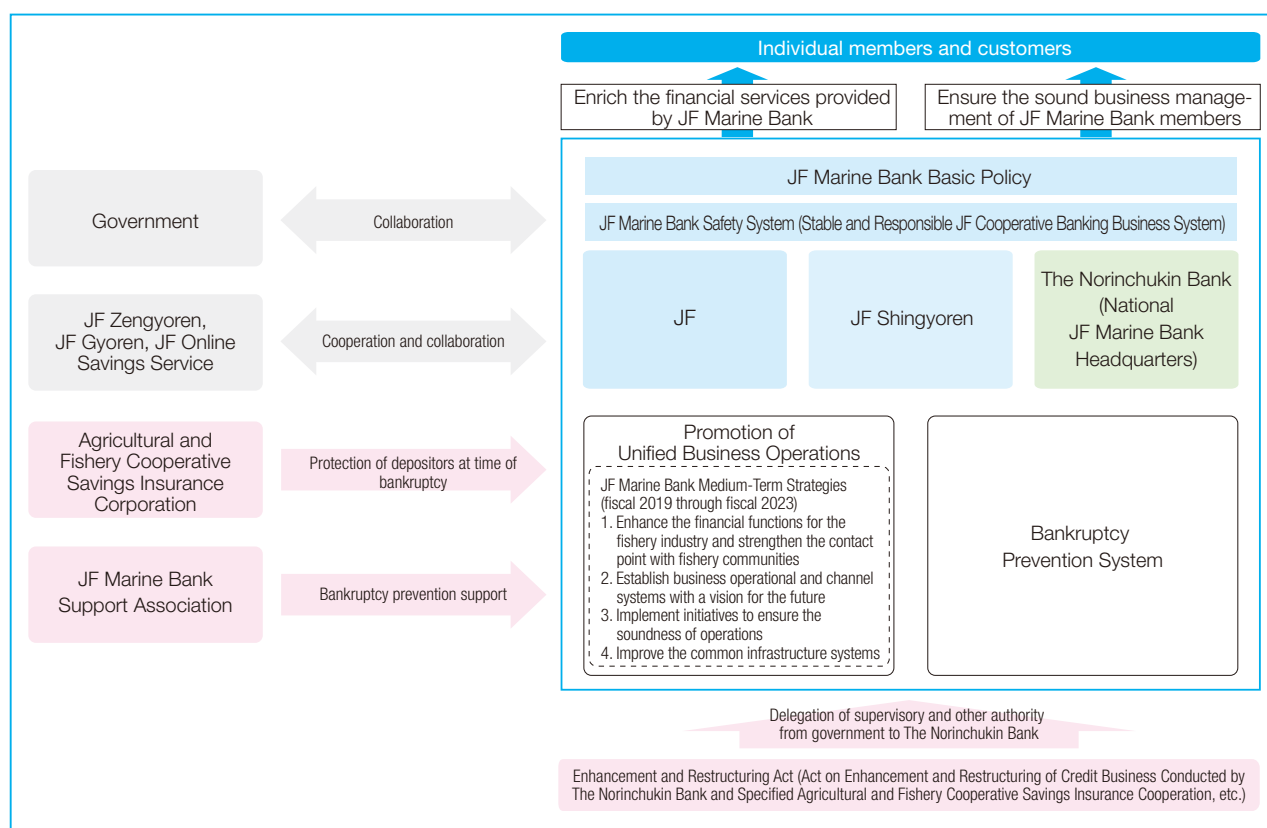 Individual members and customers
Enrich the financial services provided
by JF Marine Bank
Ensure the sound business manage-
ment of JF Marine Bank members
JF Marine Bank Basic Policy
JF Marine Bank Safety System (Stable and Responsible JF Cooperative Banking Business System)
Government
Collaboration
JF
JF Shingyoren
The Norinchukin Bank
(National
JF Marine Bank
Headquarters)
JF Zengyoren,
JF Gyoren, JF Online
Savings Service
Cooperation and collaboration
Agricultural and
Fishery Cooperative
Savings Insurance
Corporation
Protection of depositors at time of
bankruptcy
JF Marine Bank
Support Association
Bankruptcy prevention support
Promotion of
Unified Business Operations
JF Marine Bank Medium-Term Strategies
(fiscal 2019 through fiscal 2023)
1. Enhance the financial functions for the
fishery industry and strengthen the contact
point with fishery communities
2. Establish business operational and channel
systems with a vision for the future
3. Implement initiatives to ensure the
soundness of operations
4. Improve the common infrastructure systems
Bankruptcy
Prevention System
Delegation of supervisory and other authority
from government to The Norinchukin Bank
Enhancement and Restructuring Act (Act on Enhancement and Restructuring of Credit Business Conducted by
The Norinchukin Bank and Specified Agricultural and Fishery Cooperative Savings Insurance Cooperation, etc.)